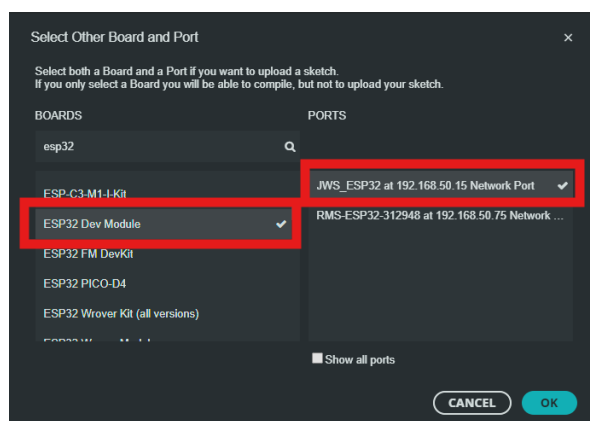 Select Other Board and Port
Select both a Board and a Port if you want to upload a sketch.
If you only select a Board you will be able to compile, but not to upload your sketch.
BOARDS
PORTS
esp32
ESP-C3-M1-I-Kit
ESP32 Dev Module
ESP32 FM DevKit
ESP32 PICO-D4
ESP32 Wrover Kit (all versions)
JWS_ESP32 at 192.168.50.15 Network Port
RMS-ESP32-312948 at 192.168.50.75 Network ...
Show all ports
CANCEL
OK